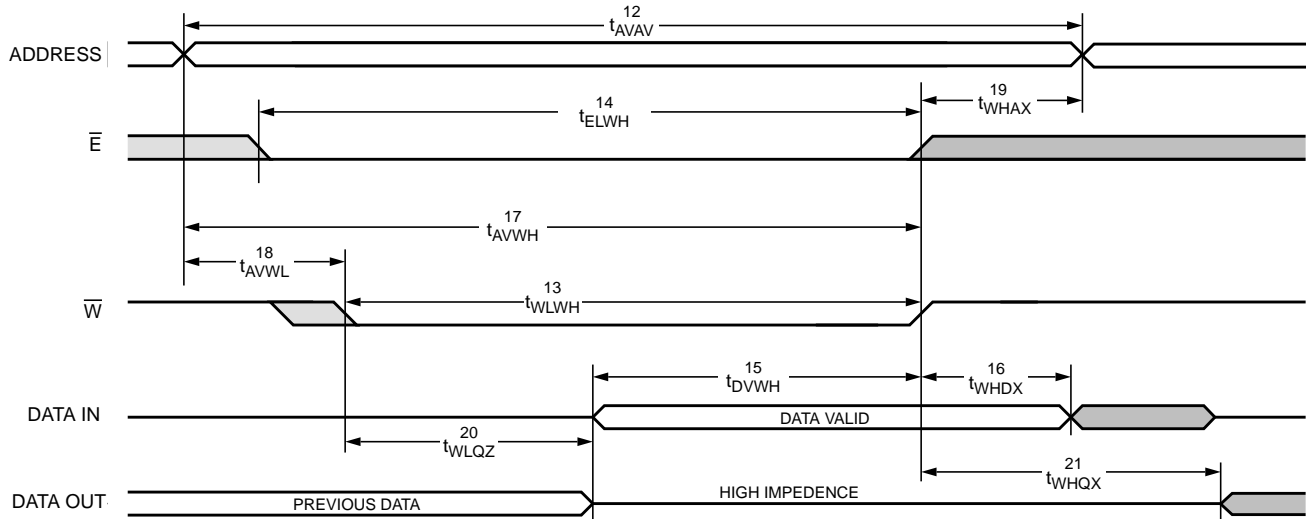 12
tAVAV
ADDRESS
14
tELWH
19
tWHAX
E
17
tAVWH
18
tAVWL
W
13
tWLWH
15
tDVWH
16
tWHDX
DATA IN
DATA VALID
20
tWLQZ
21
tWHQX
DATA OUT
PREVIOUS DATA
HIGH IMPEDENCE